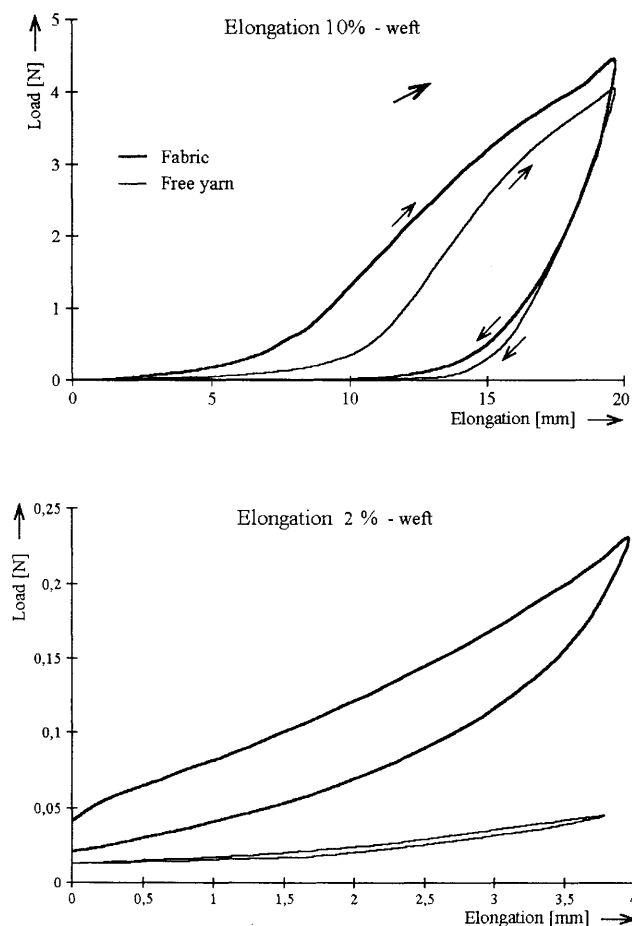 Elongation 10% - weft
Load [N]
5
4
3
2
1
0
Fabric
Free yarn
0 5 10 15 20
Elongation [mm]
Elongation 2 % - weft
Load [N]
0,25
0,2
0,15
0,1
0,05
0
0 0,5 1 1,5 2 2,5 3 3,5 4
Elongation [mm]